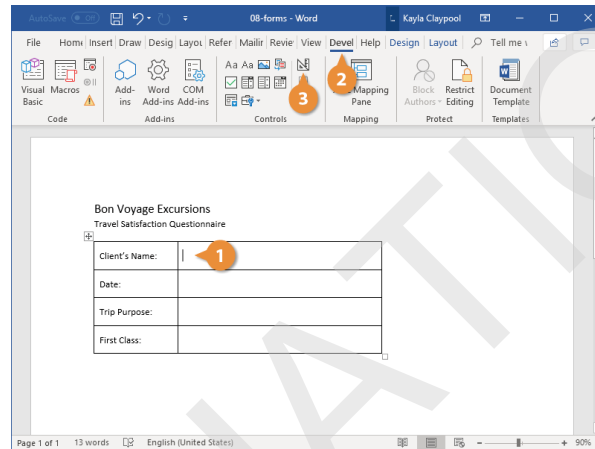 AutoSave Off 08-forms - Word Kayla Claypool
File Home Insert Draw Desig Layou Refer Mailir Revie View Devel Help Design Layout Tell me
Aa Aa
Visual Basic Macros Add-ins Word Add-ins COM Add-ins Mapping Pane Block Authors Restrict Editing Document Template
Code Add-ins Controls Mapping Protect Templates
2
3
Bon Voyage Excursions
Travel Satisfaction Questionnaire
Client's Name: 1
Date:
Trip Purpose:
First Class:
Page 1 of 1 13 words English (United States) 90%